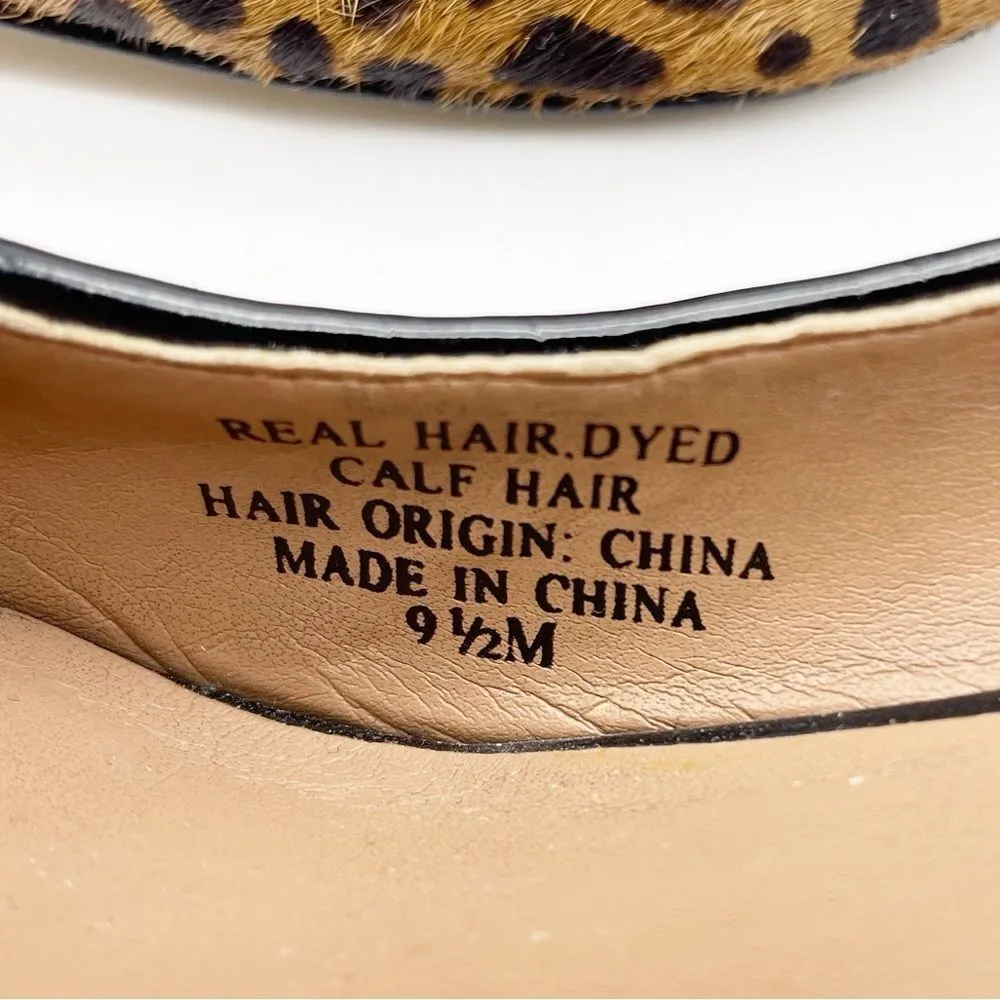 REAL HAIR.DYED
CALF HAIR
HAIR ORIGIN: CHINA
MADE IN CHINA
9 ½M